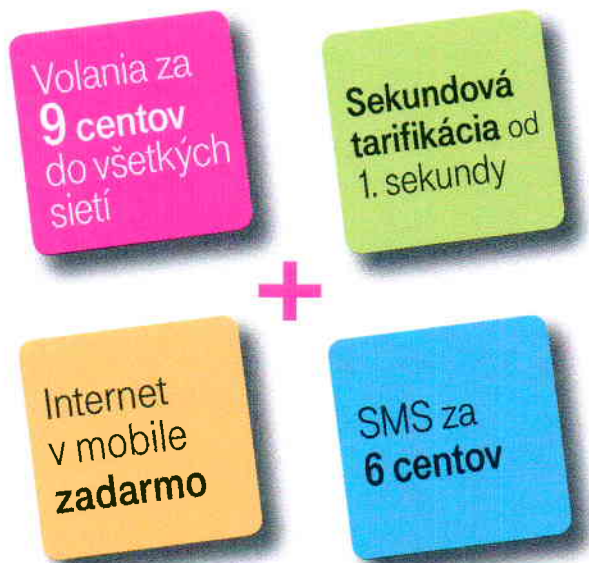 Volania za
9 centov
do všetkých
sietí
Sekundová
tarifikácia od
1. sekundy
+
Internet
v mobile
zadarmo
SMS za
6 centov